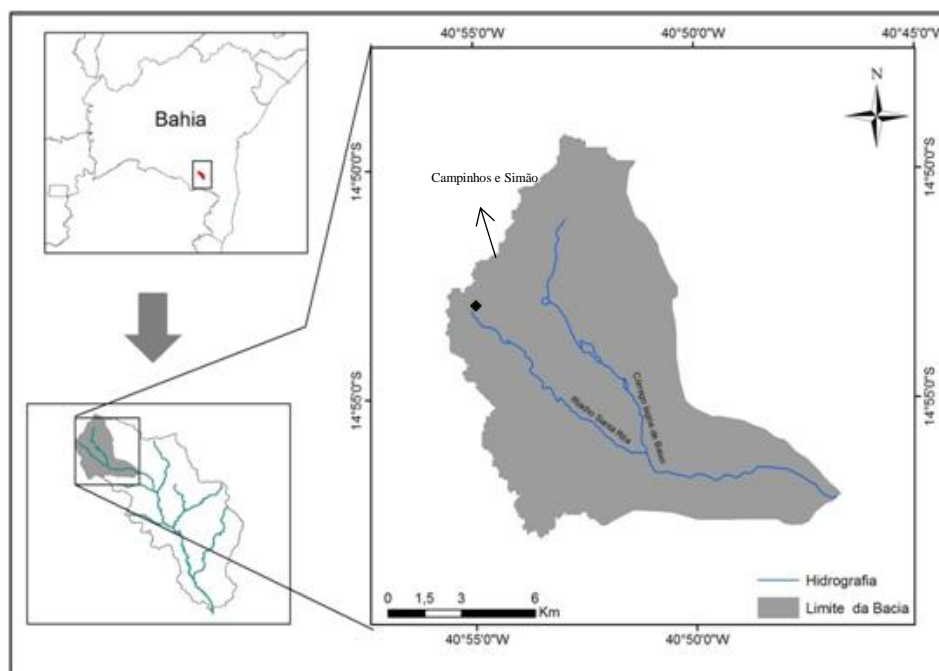 40°55'0"W
40°50'0"W
40°45'0"W
N
Bahia
14°50'0"S
Campinhos e Simão
14°50'0"S
14°55'0"S
Córrego lagoa de Baixo
Riacho Santa Rita
14°55'0"S
Hidrografia
Limite da Bacia
0 1,5 3 6
Km
40°55'0"W
40°50'0"W